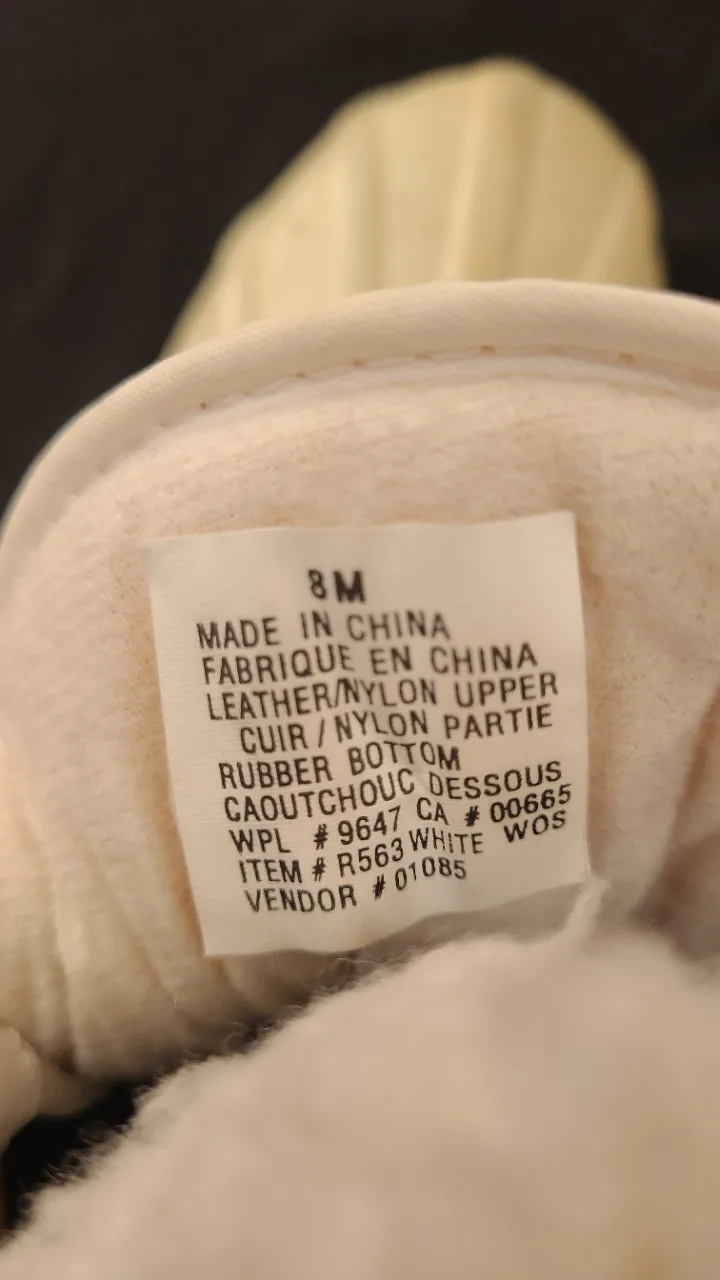 8M
MADE IN CHINA
FABRIQUE EN CHINA
LEATHER/NYLON UPPER
CUIR / NYLON PARTIE
RUBBER BOTTOM
CAOUTCHOUC DESSOUS
WPL # 9647 CA # 00665
ITEM # R563 WHITE WOS
VENDOR # 01085